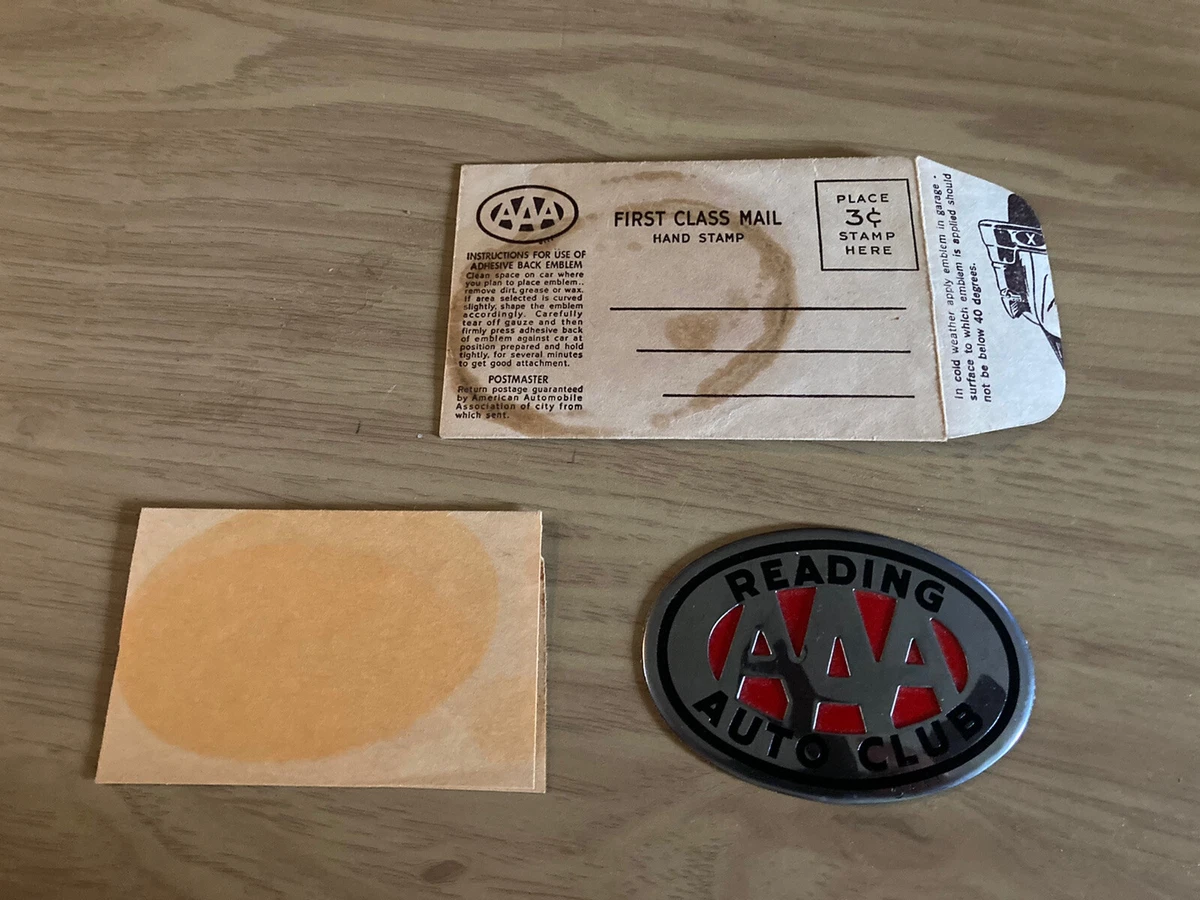 AAA
INSTRUCTIONS FOR USE OF
ADHESIVE BACK EMBLEM
Clean space on car where
you plan to place emblem..
remove dirt, grease or wax.
If area selected is curved
slightly, shape the emblem
accordingly. Carefully
tear off gauze and then
firmly press adhesive back
of emblem against car at
position prepared and hold
tightly, for several minutes
to get good attachment.
POSTMASTER
Return postage guaranteed
by American Automobile
Association of city from
which sent.
FIRST CLASS MAIL
HAND STAMP
PLACE
3¢
STAMP
HERE
In cold weather apply emblem in garage -
surface to which emblem is applied should
not be below 40 degrees.
X
READING
AAA
AUTO CLUB